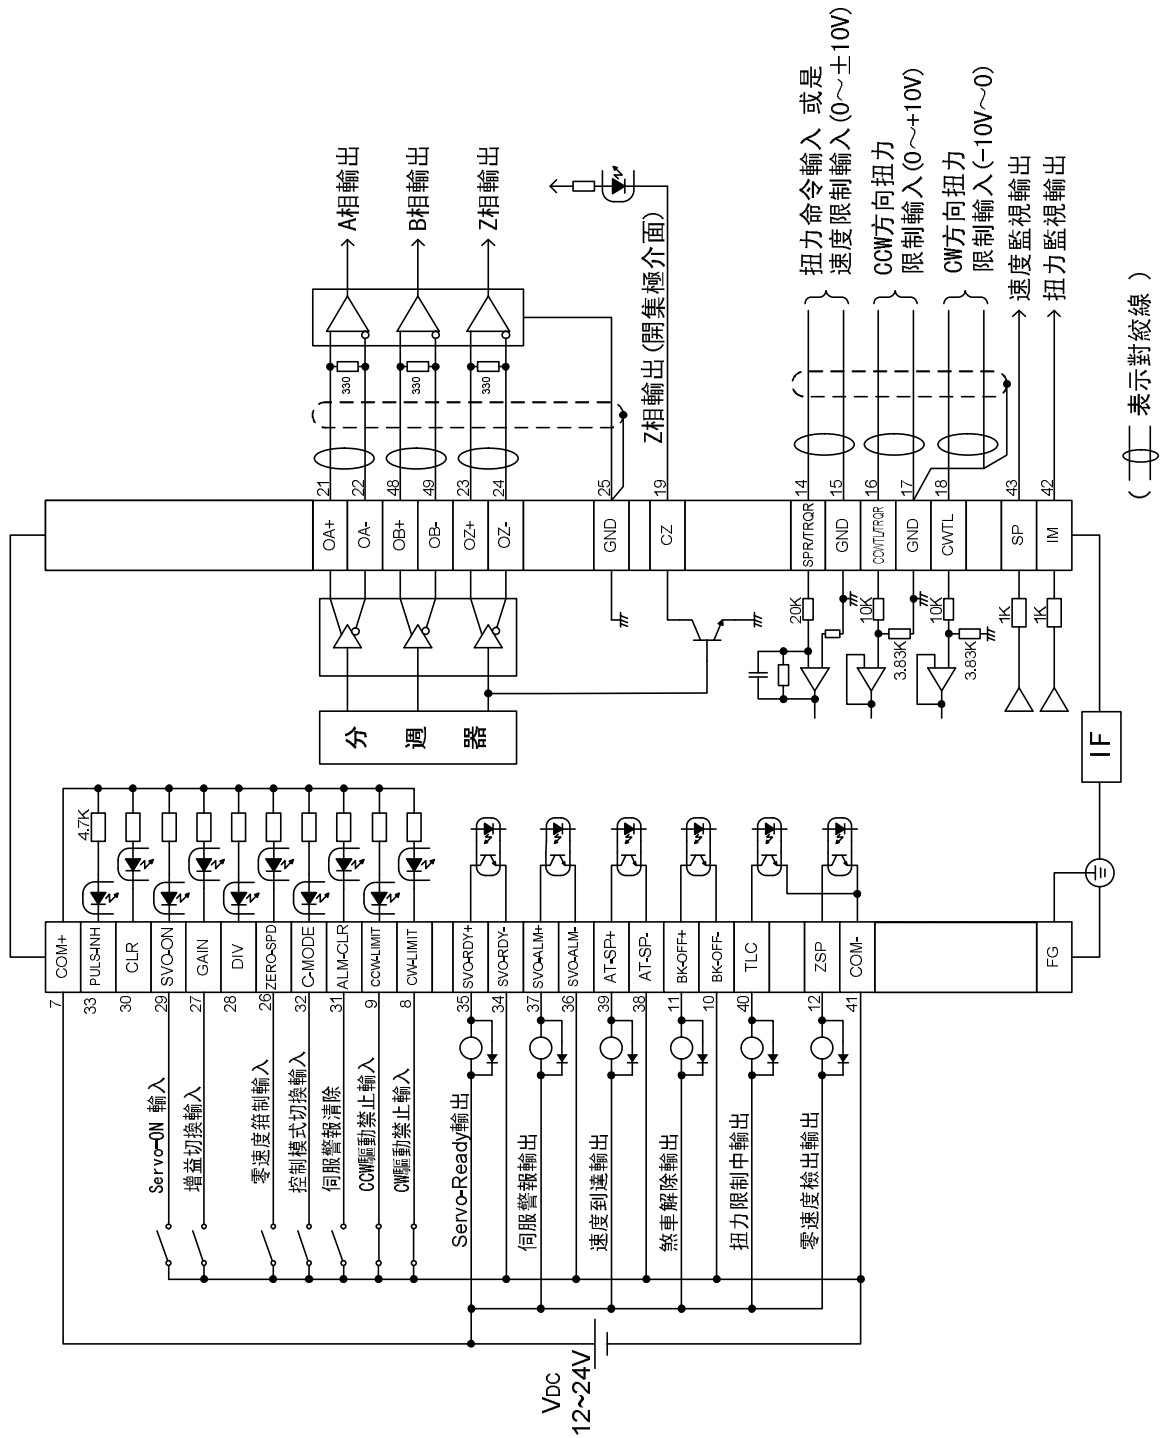 Servo-ON 輸入
增益切換輸入
零速度箝制輸入
控制模式切換輸入
伺服警報清除
CCW驅動禁止輸入
CW驅動禁止輸入
Servo-Ready輸出
伺服警報輸出
速度到達輸出
煞車解除輸出
扭力限制中輸出
零速度檢出輸出
VDC
12~24V
7
33
30
29
27
28
26
32
31
9
8
35
34
37
36
39
38
11
10
40
12
41
COM+
PULS-INH
CLR
SVO-ON
GAIN
DIV
ZERO-SPD
C-MODE
ALM-CLR
CCW-LIMIT
CW-LIMIT
SVO-RDY+
SVO-RDY-
SVO-ALM+
SVO-ALM-
AT-SP+
AT-SP-
BK-OFF+
BK-OFF-
TLC
ZSP
COM-
FG
4.7K
分 週 器
IF
20K
10K
3.83K
10K
3.83K
1K
1K
OA+
OA-
OB+
OB-
OZ+
OZ-
GND
CZ
SPR/TRQR
GND
CCWTL/TRQR
GND
CWTL
SP
IM
21
22
48
49
23
24
25
19
14
15
16
17
18
43
42
330
330
330
A相輸出
B相輸出
Z相輸出
Z相輸出(開集極介面)
扭力命令輸入 或是
速度限制輸入(0～±10V)
CCW方向扭力
限制輸入(0～+10V)
CW方向扭力
限制輸入(-10V～0)
速度監視輸出
扭力監視輸出
( 表示對絞線 )